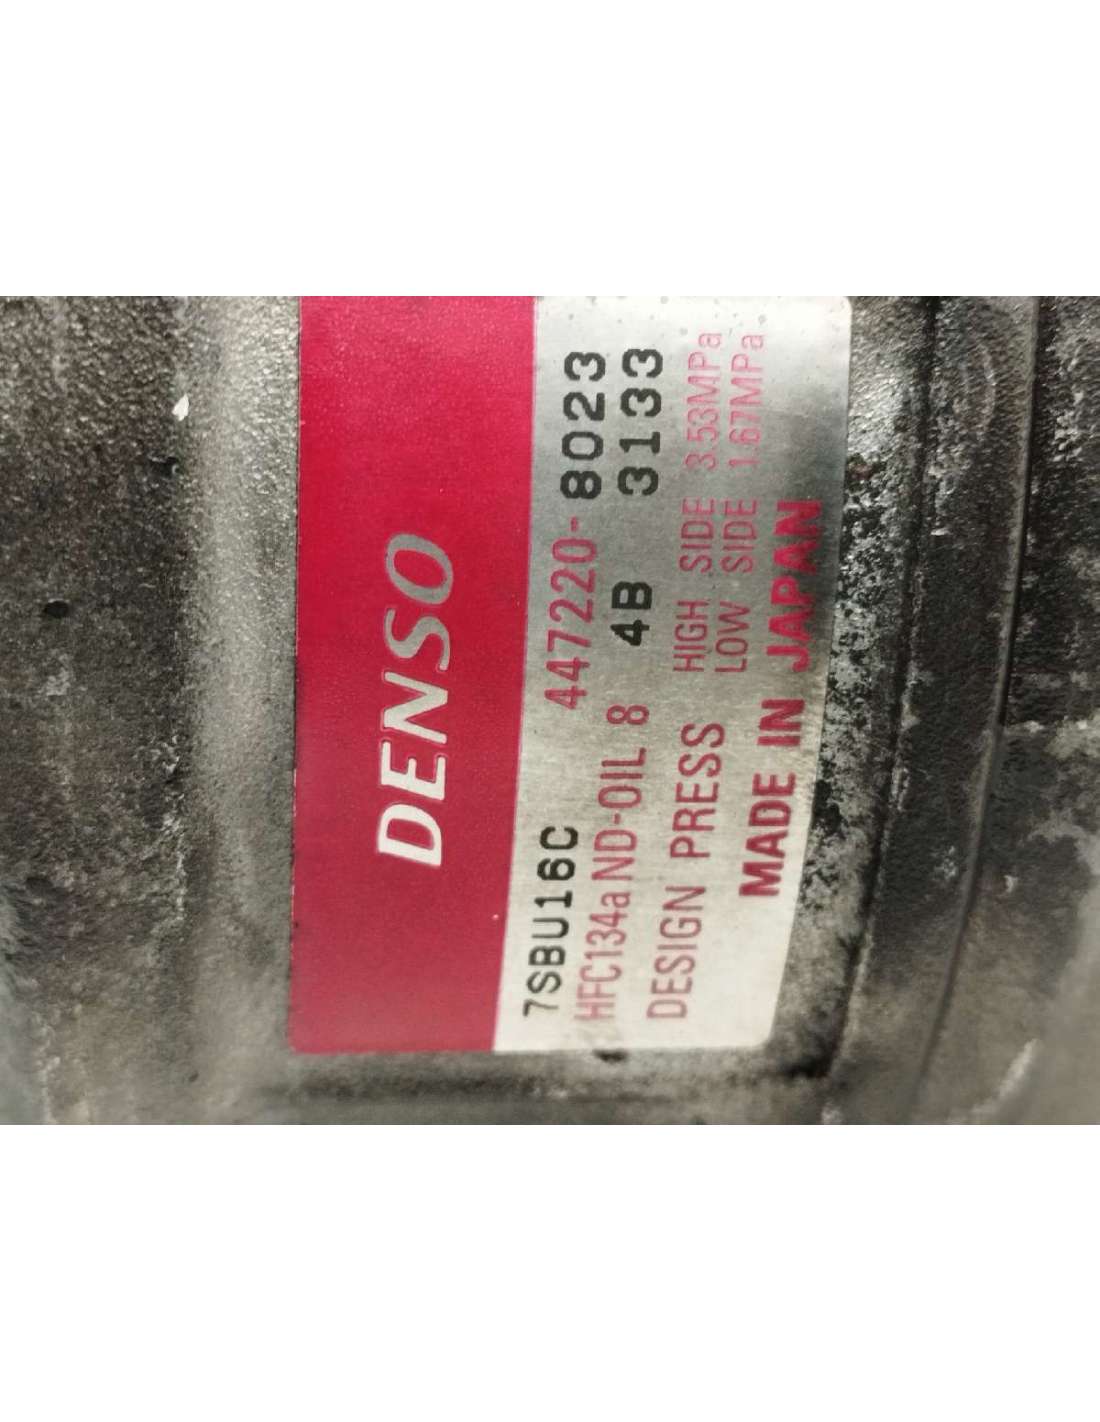 DENSO
7SBU16C 447220-8023
HFC134a ND-OIL 8 4B 3133
DESIGN PRESS HIGH SIDE 3.53MPa
LOW SIDE 1.67MPa
MADE IN JAPAN